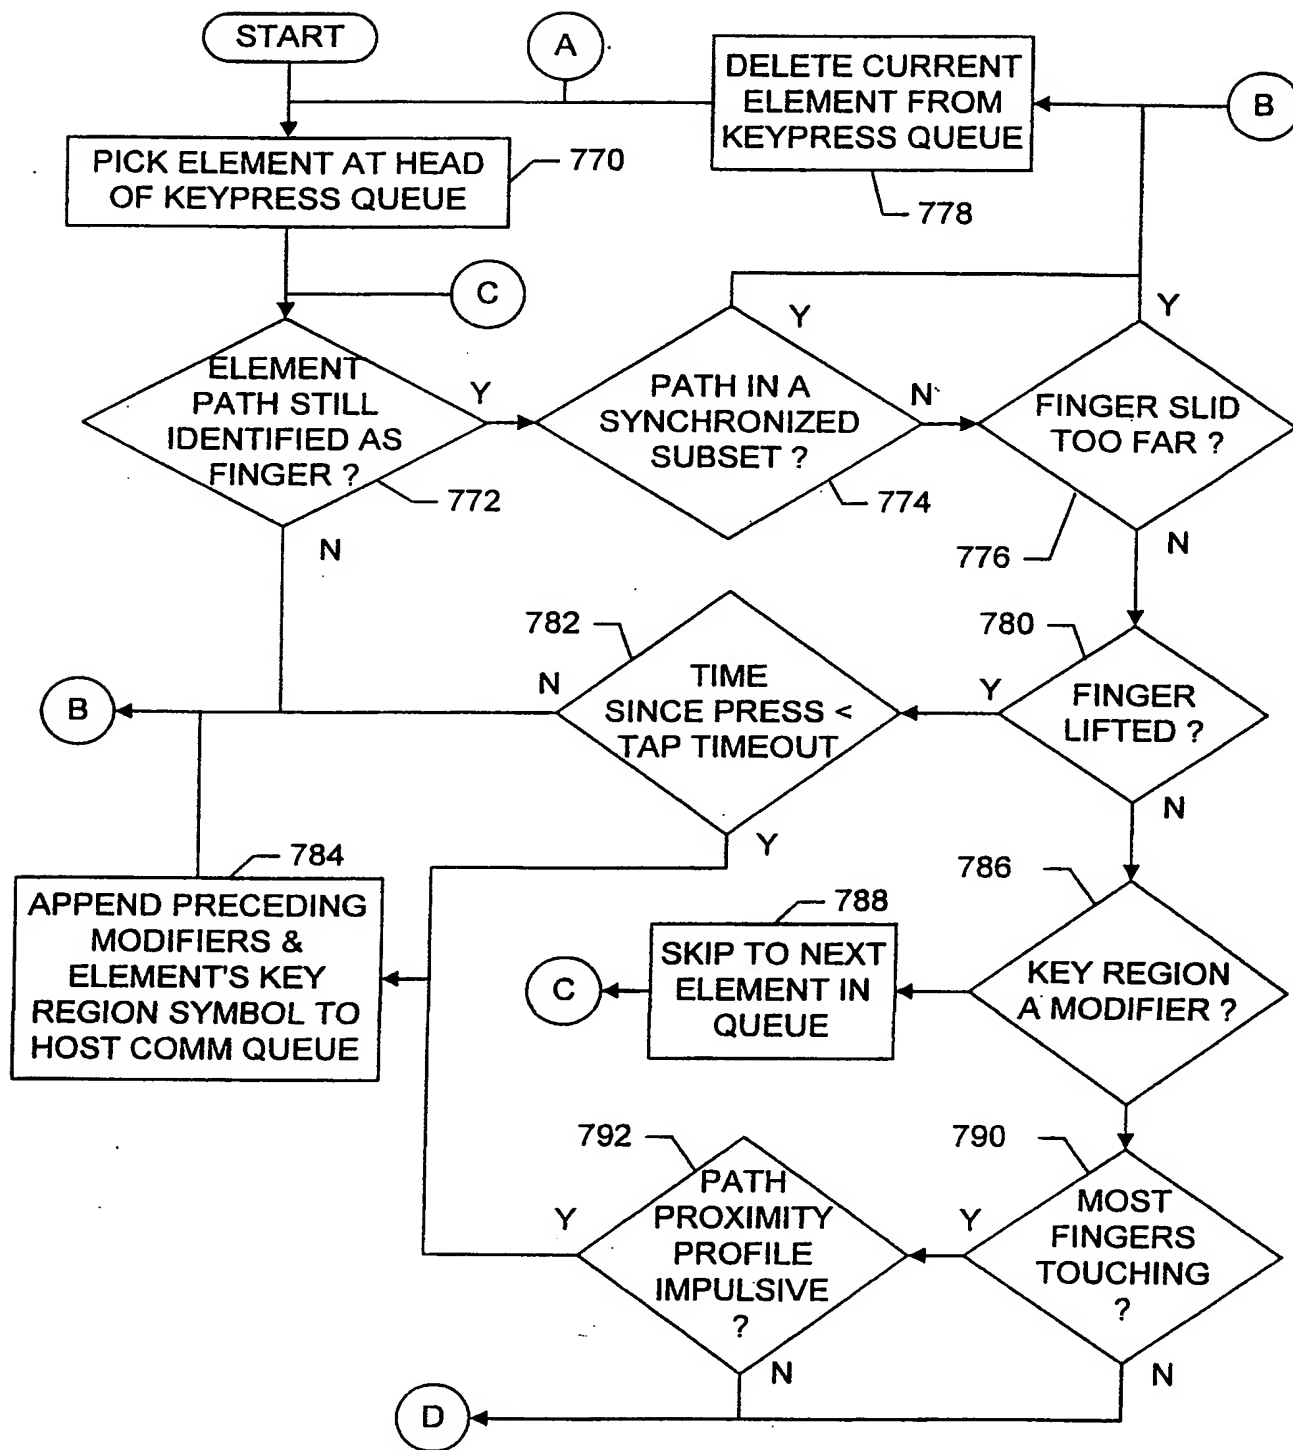 START
A
DELETE CURRENT
ELEMENT FROM
KEYPRESS QUEUE
B
PICK ELEMENT AT HEAD
OF KEYPRESS QUEUE
770
778
C
ELEMENT
PATH STILL
IDENTIFIED AS
FINGER ?
Y
772
N
PATH IN A
SYNCHRONIZED
SUBSET ?
Y
N
774
FINGER SLID
TOO FAR ?
Y
776
N
782
TIME
SINCE PRESS <
TAP TIMEOUT
N
Y
780
FINGER
LIFTED ?
Y
N
B
784
APPEND PRECEDING
MODIFIERS &
ELEMENT'S KEY
REGION SYMBOL TO
HOST COMM QUEUE
788
SKIP TO NEXT
ELEMENT IN
QUEUE
C
786
KEY REGION
A MODIFIER ?
792
PATH
PROXIMITY
PROFILE
IMPULSIVE
?
Y
N
790
MOST
FINGERS
TOUCHING
?
Y
N
D